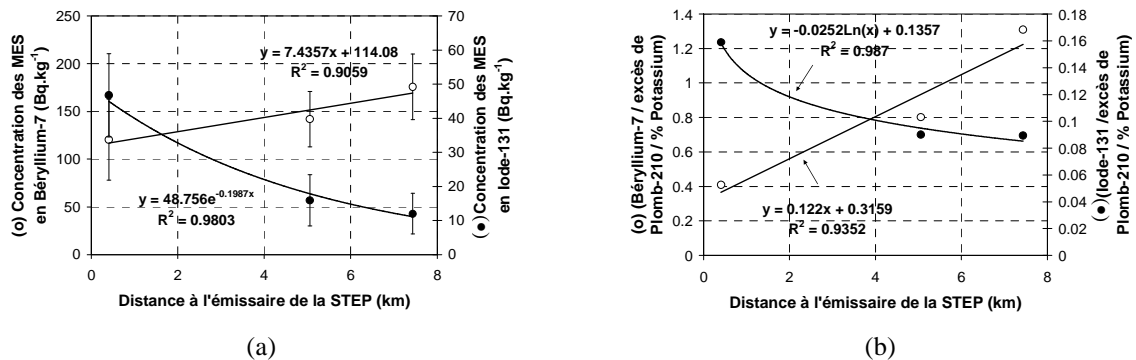 (o) Concentration des MES
en Béryllium-7 (Bq.kg-1)
250
200
150
100
50
0
y = 7.4357x + 114.08
R2 = 0.9059
y = 48.756e-0.1987x
R2 = 0.9803
70
60
50
40
30
20
10
0
(●) Concentration des MES
en Iode-131 (Bq.kg-1)
0 2 4 6 8
Distance à l'émissaire de la STEP (km)
(a)
(o) (Béryllium-7 / excès de
Plomb-210 / % Potassium)
1.4
1.2
1
0.8
0.6
0.4
0.2
0
y = -0.0252Ln(x) + 0.1357
R2 = 0.987
y = 0.122x + 0.3159
R2 = 0.9352
0.18
0.16
0.14
0.12
0.1
0.08
0.06
0.04
0.02
0
(●)(Iode-131 /excès de
Plomb-210 / % Potassium)
0 2 4 6 8
Distance à l'émissaire de la STEP (km)
(b)